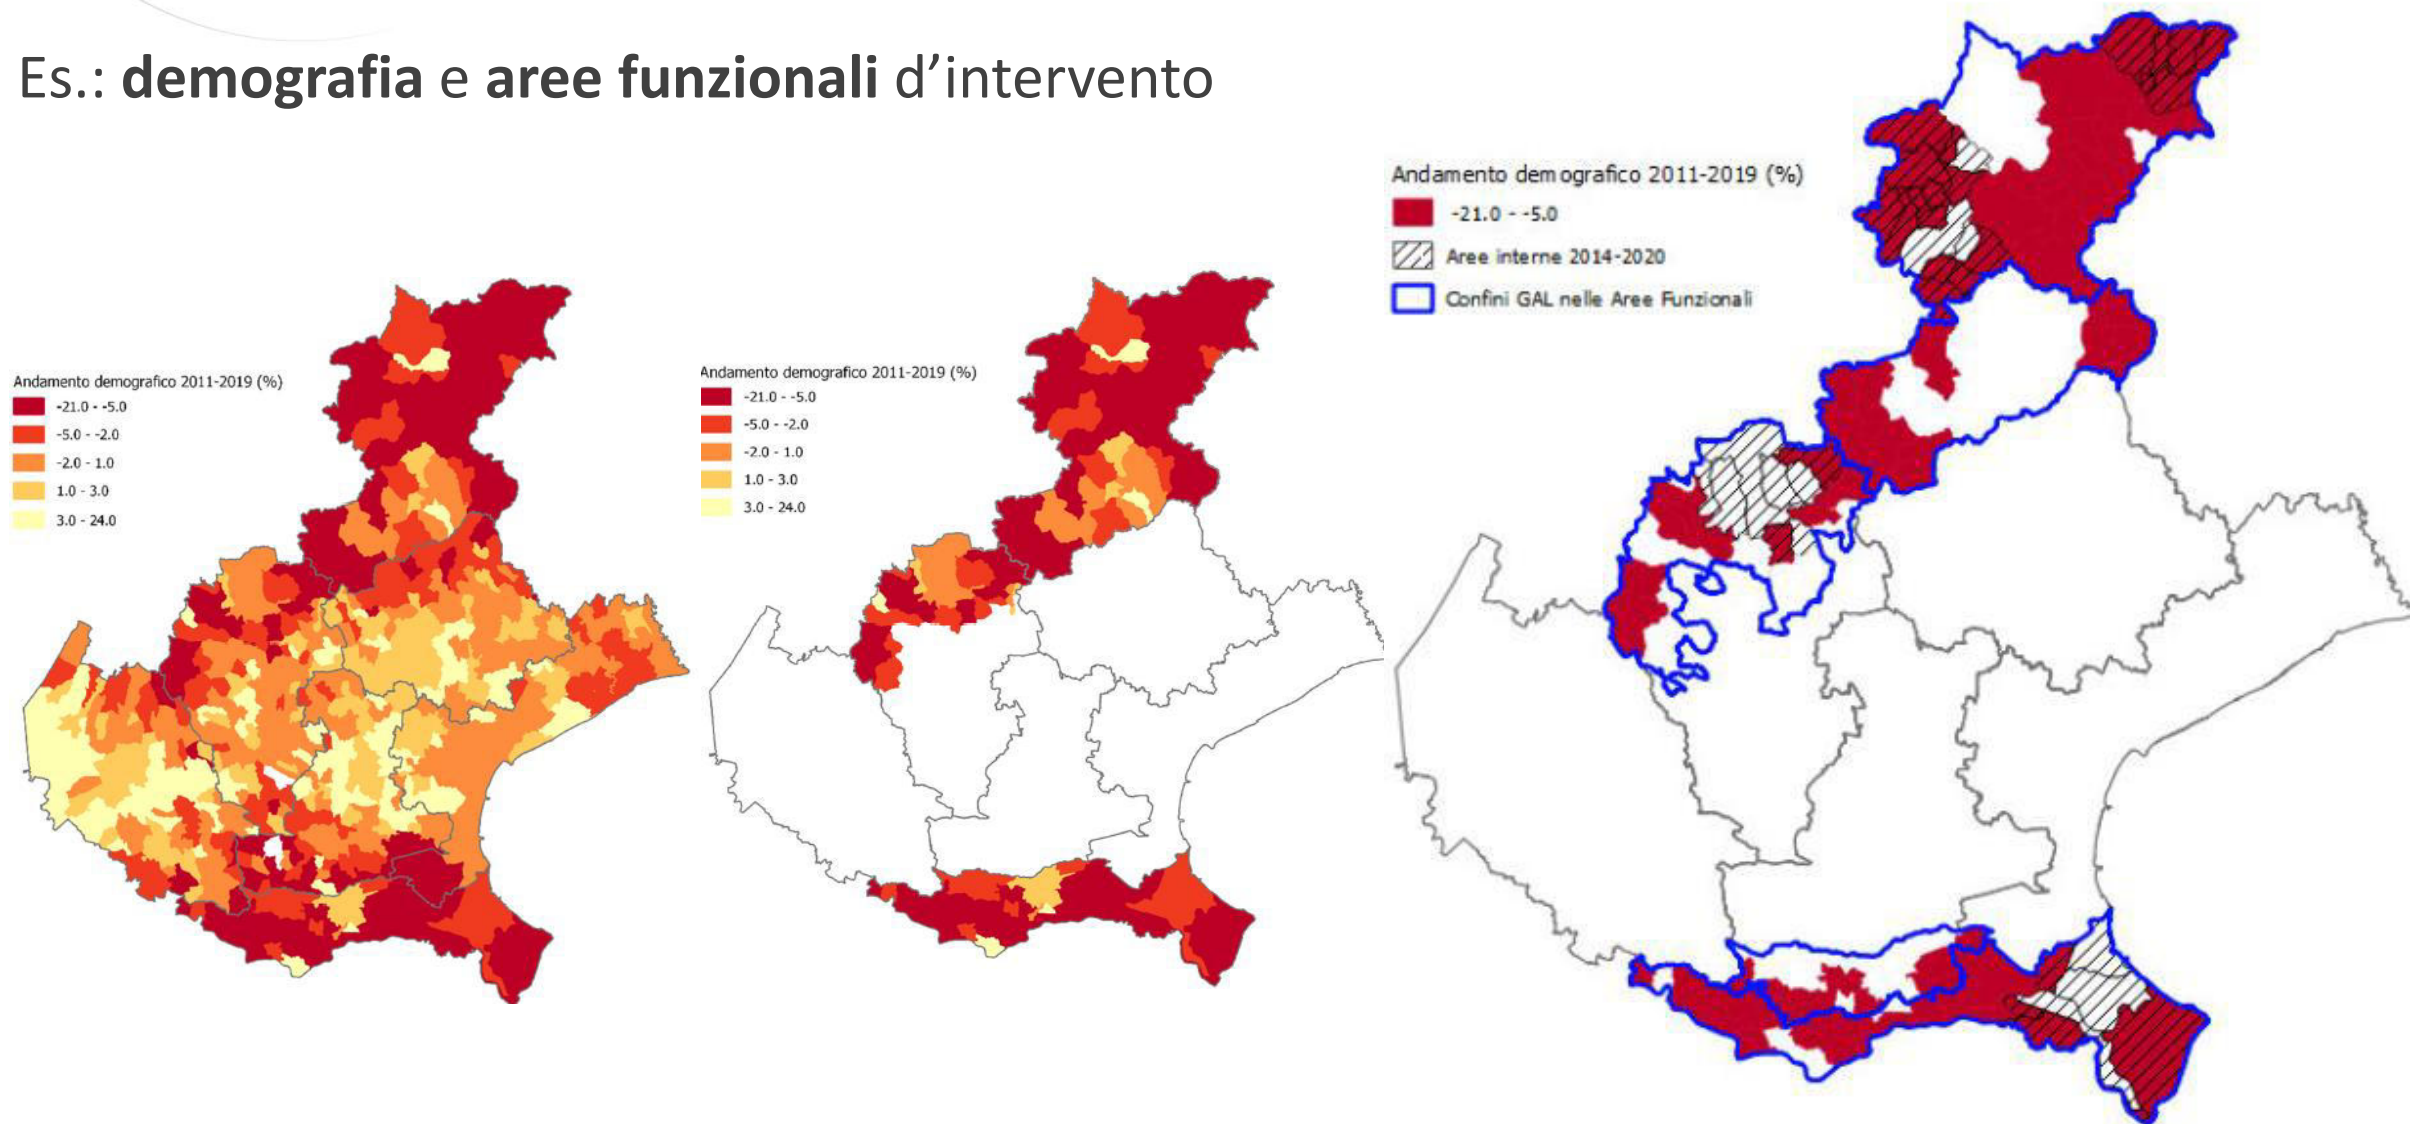 Es.: demografia e aree funzionali d’intervento
Andamento demografico 2011-2019 (%)
-21.0 - -5.0
-5.0 - -2.0
-2.0 - 1.0
1.0 - 3.0
3.0 - 24.0
Andamento demografico 2011-2019 (%)
-21.0 - -5.0
-5.0 - -2.0
-2.0 - 1.0
1.0 - 3.0
3.0 - 24.0
Andamento demografico 2011-2019 (%)
-21.0 - -5.0
Aree interne 2014-2020
Confini GAL nelle Aree Funzionali